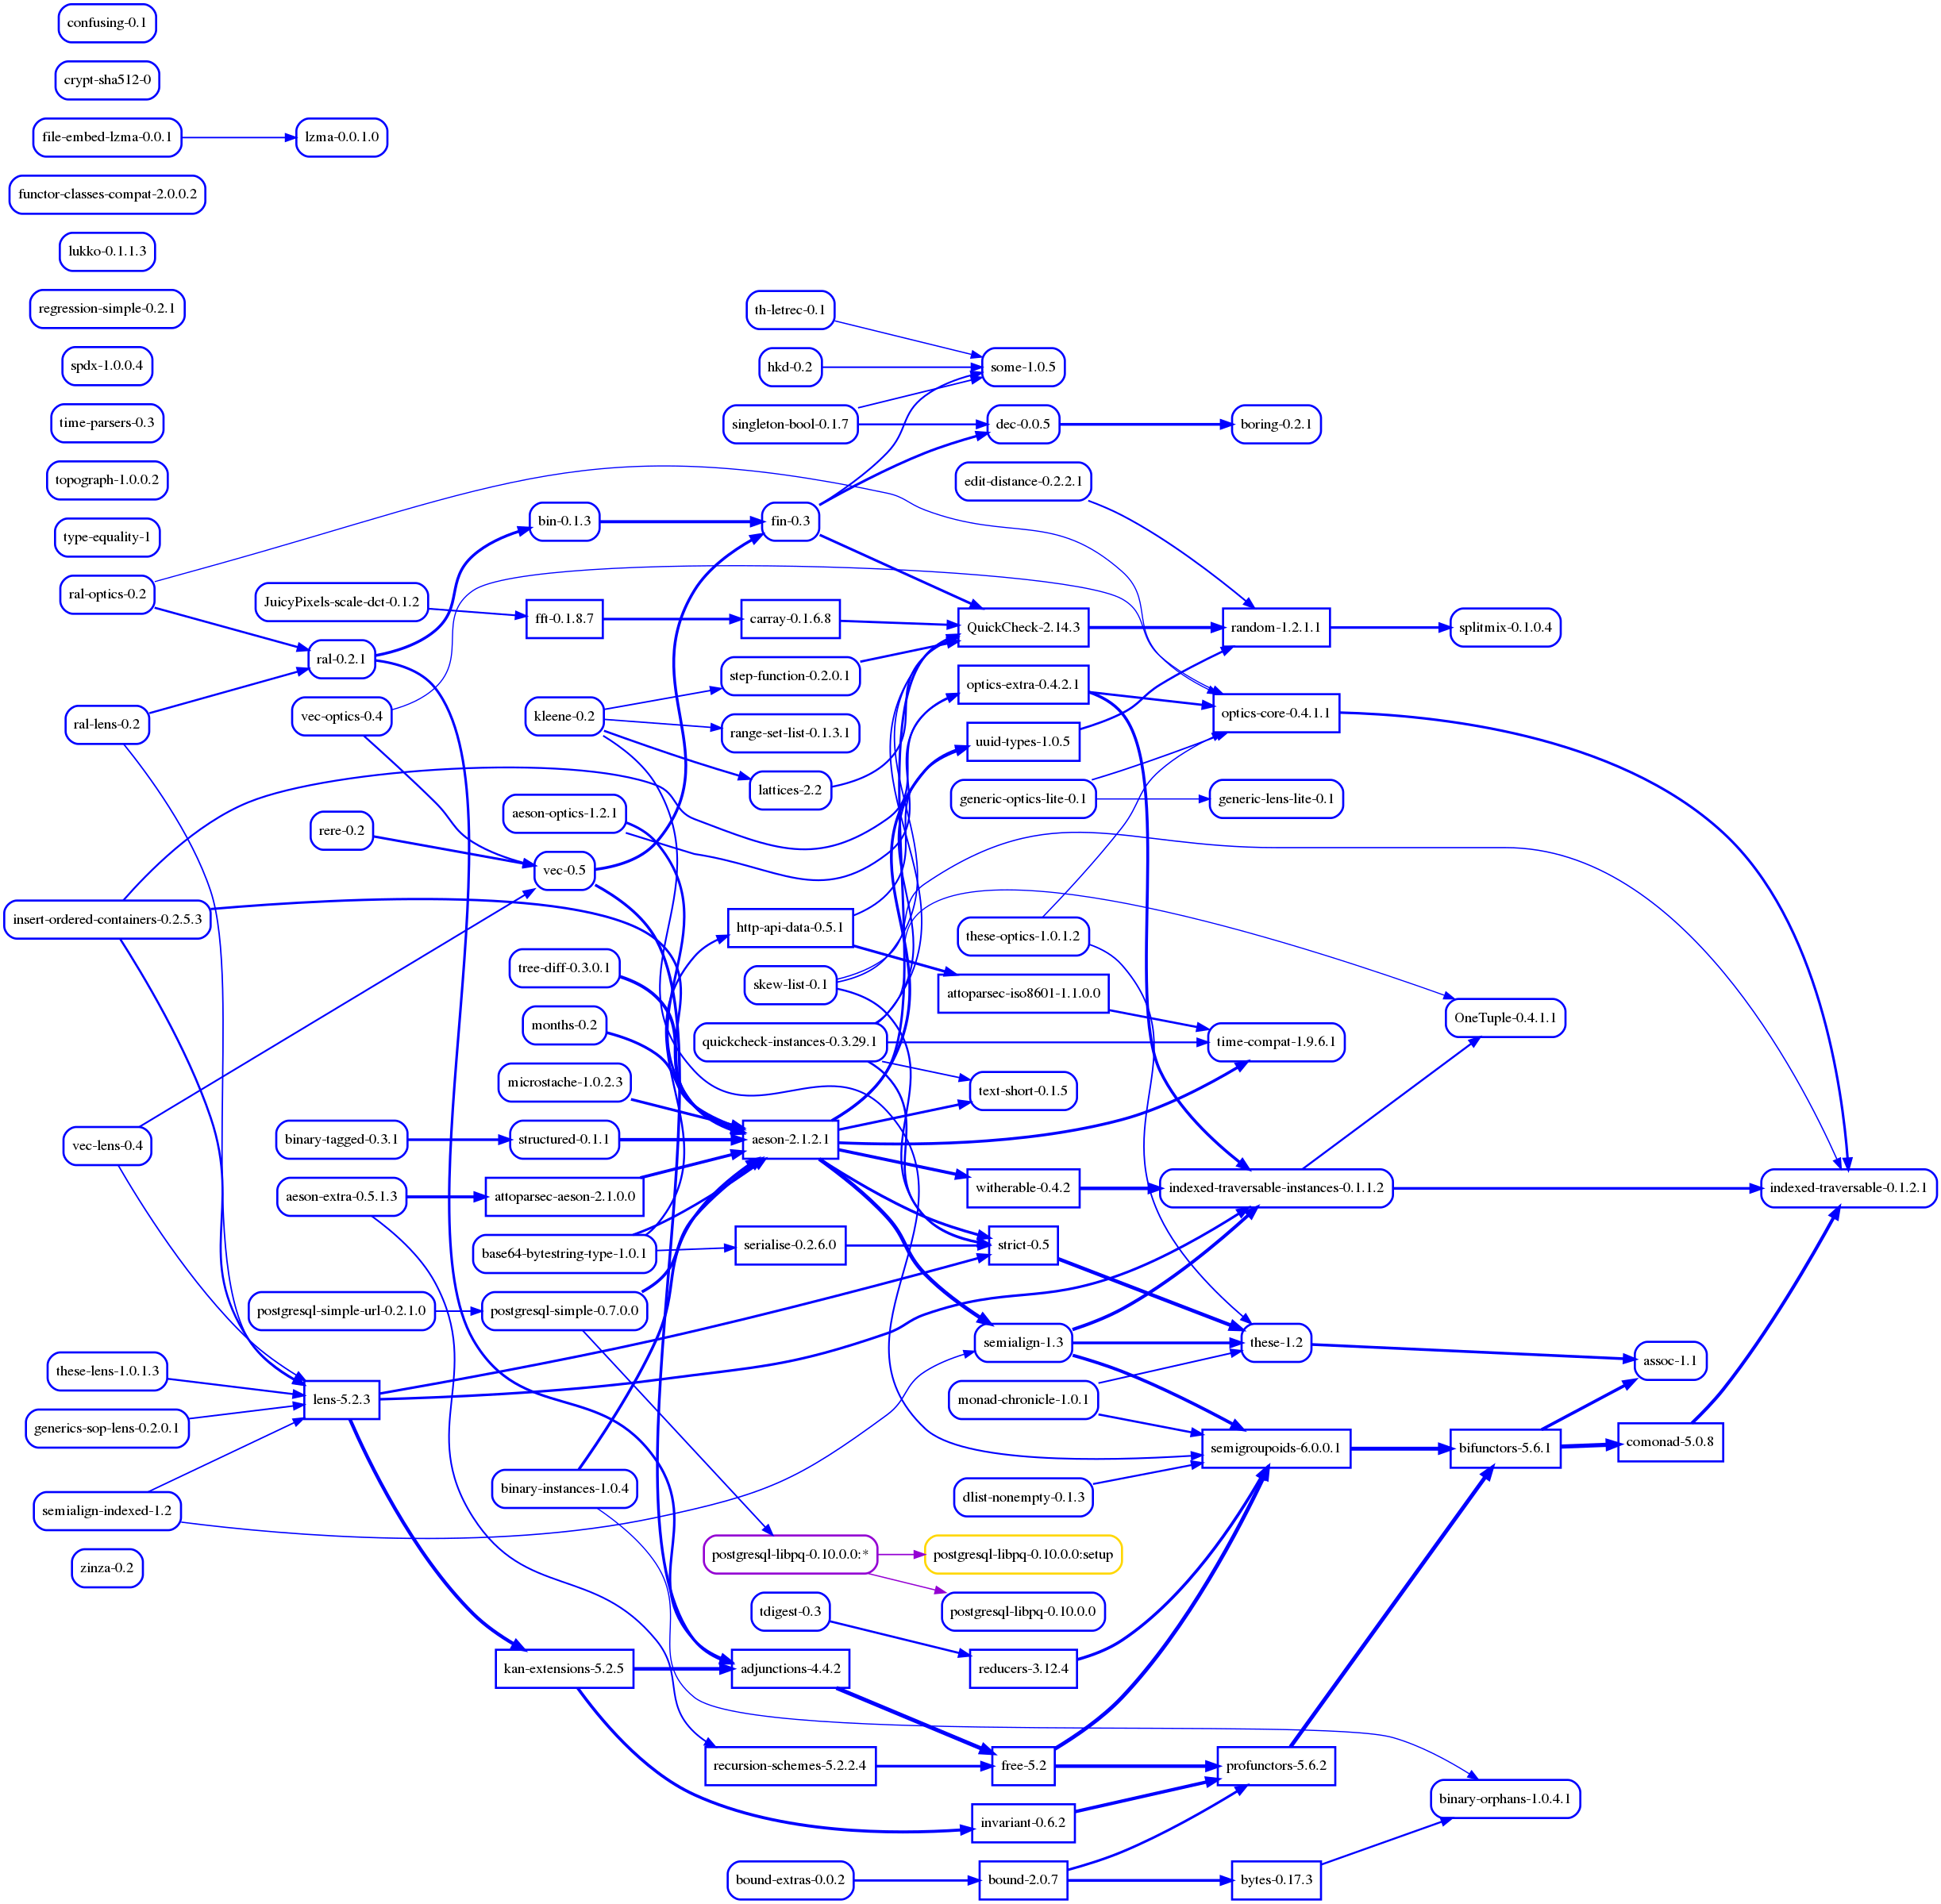 confusing-0.1
crypt-sha512-0
file-embed-lzma-0.0.1
lzma-0.0.1.0
functor-classes-compat-2.0.0.2
lukko-0.1.1.3
regression-simple-0.2.1
th-letrec-0.1
spdx-1.0.0.4
hkd-0.2
some-1.0.5
time-parsers-0.3
singleton-bool-0.1.7
dec-0.0.5
boring-0.2.1
topograph-1.0.0.2
edit-distance-0.2.2.1
type-equality-1
bin-0.1.3
fin-0.3
ral-optics-0.2
JuicyPixels-scale-dct-0.1.2
fft-0.1.8.7
carray-0.1.6.8
QuickCheck-2.14.3
random-1.2.1.1
splitmix-0.1.0.4
ral-0.2.1
step-function-0.2.0.1
optics-extra-0.4.2.1
ral-lens-0.2
vec-optics-0.4
kleene-0.2
range-set-list-0.1.3.1
uuid-types-1.0.5
optics-core-0.4.1.1
lattices-2.2
generic-optics-lite-0.1
generic-lens-lite-0.1
rere-0.2
aeson-optics-1.2.1
vec-0.5
insert-ordered-containers-0.2.5.3
http-api-data-0.5.1
these-optics-1.0.1.2
tree-diff-0.3.0.1
skew-list-0.1
attoparsec-iso8601-1.1.0.0
OneTuple-0.4.1.1
months-0.2
quickcheck-instances-0.3.29.1
time-compat-1.9.6.1
microstache-1.0.2.3
text-short-0.1.5
vec-lens-0.4
binary-tagged-0.3.1
structured-0.1.1
aeson-2.1.2.1
aeson-extra-0.5.1.3
attoparsec-aeson-2.1.0.0
witherable-0.4.2
indexed-traversable-instances-0.1.1.2
indexed-traversable-0.1.2.1
base64-bytestring-type-1.0.1
serialise-0.2.6.0
strict-0.5
postgresql-simple-url-0.2.1.0
postgresql-simple-0.7.0.0
semialign-1.3
these-1.2
assoc-1.1
these-lens-1.0.1.3
lens-5.2.3
monad-chronicle-1.0.1
generics-sop-lens-0.2.0.1
semigroupoids-6.0.0.1
bifunctors-5.6.1
comonad-5.0.8
semialign-indexed-1.2
binary-instances-1.0.4
dlist-nonempty-0.1.3
zinza-0.2
postgresql-libpq-0.10.0.0:*
postgresql-libpq-0.10.0.0:setup
tdigest-0.3
postgresql-libpq-0.10.0.0
kan-extensions-5.2.5
adjunctions-4.4.2
reducers-3.12.4
recursion-schemes-5.2.2.4
free-5.2
profunctors-5.6.2
binary-orphans-1.0.4.1
invariant-0.6.2
bound-extras-0.0.2
bound-2.0.7
bytes-0.17.3